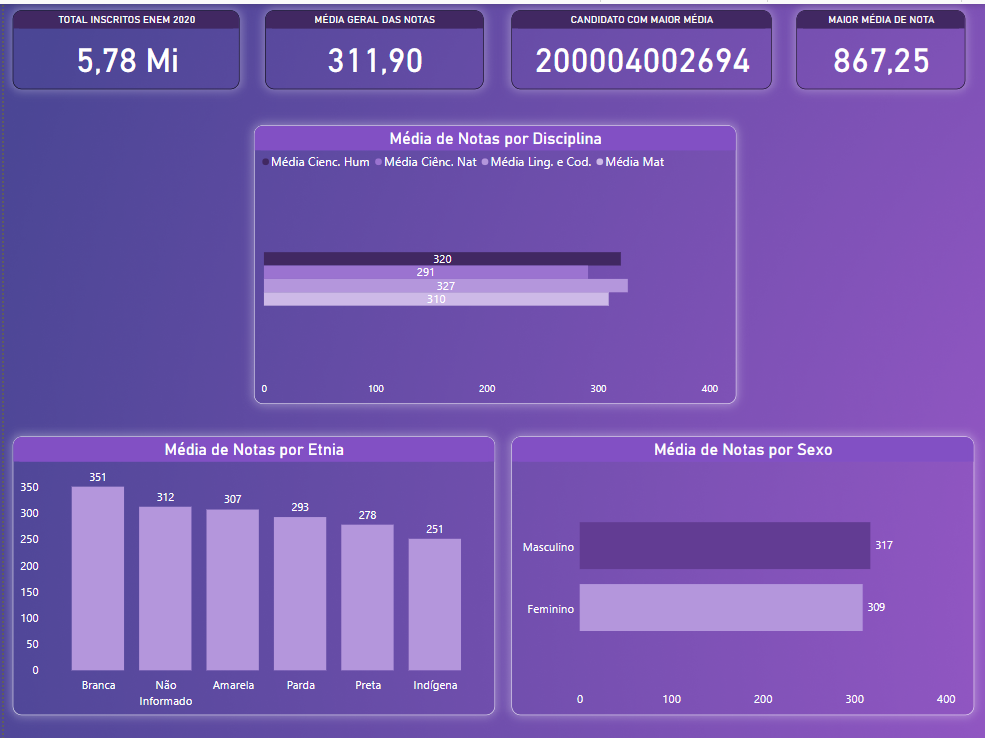 TOTAL INSCRITOS ENEM 2020
5,78 Mi
MÉDIA GERAL DAS NOTAS
311,90
CANDIDATO COM MAIOR MÉDIA
200004002694
MAIOR MÉDIA DE NOTA
867,25
Média de Notas por Disciplina
Média Cienc. Hum Média Ciênc. Nat Média Ling. e Cod. Média Mat
320
291
327
310
0 100 200 300 400
Média de Notas por Etnia
350
300
250
200
150
100
50
0
351
312
307
293
278
251
Branca
Não
Informado
Amarela
Parda
Preta
Indígena
Média de Notas por Sexo
Masculino 317
Feminino 309
0 100 200 300 400